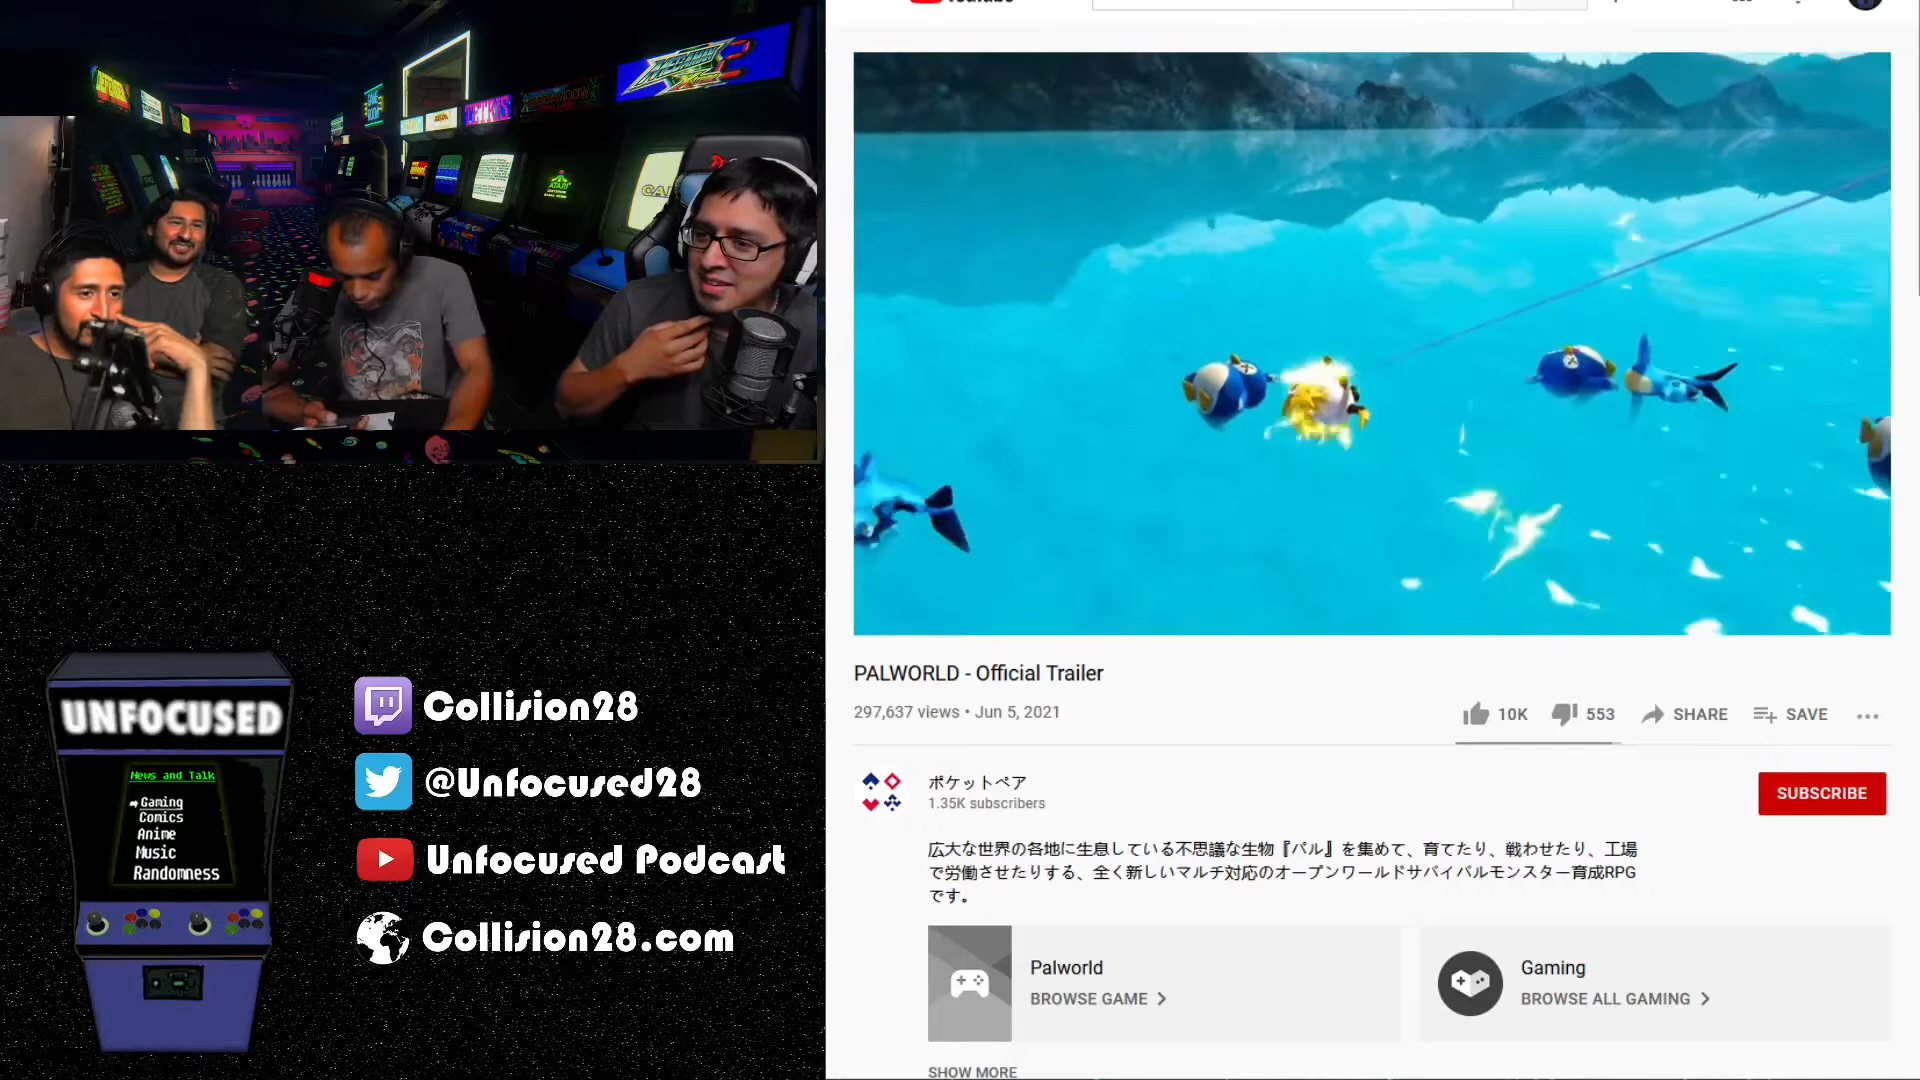 DEFENDER
TETRIS
MEGAMAN
ATARI
UNFOCUSED
News and Talk
Gaming
Comics
Anime
Music
Randomness
Collision28
@Unfocused28
Unfocused Podcast
Collision28.com
PALWORLD - Official Trailer
297,637 views • Jun 5, 2021
10K
553
SHARE
SAVE
ポケットペア
1.35K subscribers
SUBSCRIBE
広大な世界の各地に生息している不思議な生物『パル』を集めて、育てたり、戦わせたり、工場
で労働させたりする、全く新しいマルチ対応のオープンワールドサバイバルモンスター育成RPG
です。
Palworld
BROWSE GAME
Gaming
BROWSE ALL GAMING
SHOW MORE